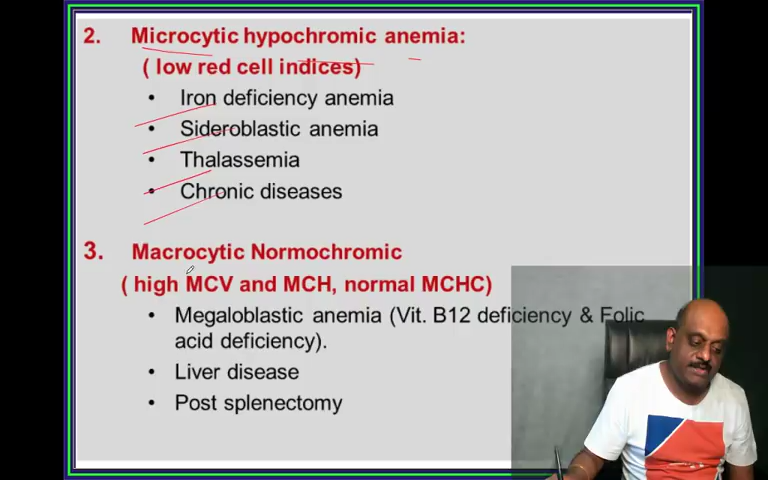 2. Microcytic hypochromic anemia:
( low red cell indices)
• Iron deficiency anemia
• Sideroblastic anemia
• Thalassemia
• Chronic diseases
3. Macrocytic Normochromic
( high MCV and MCH, normal MCHC)
• Megaloblastic anemia (Vit. B12 deficiency & Folic
acid deficiency).
• Liver disease
• Post splenectomy